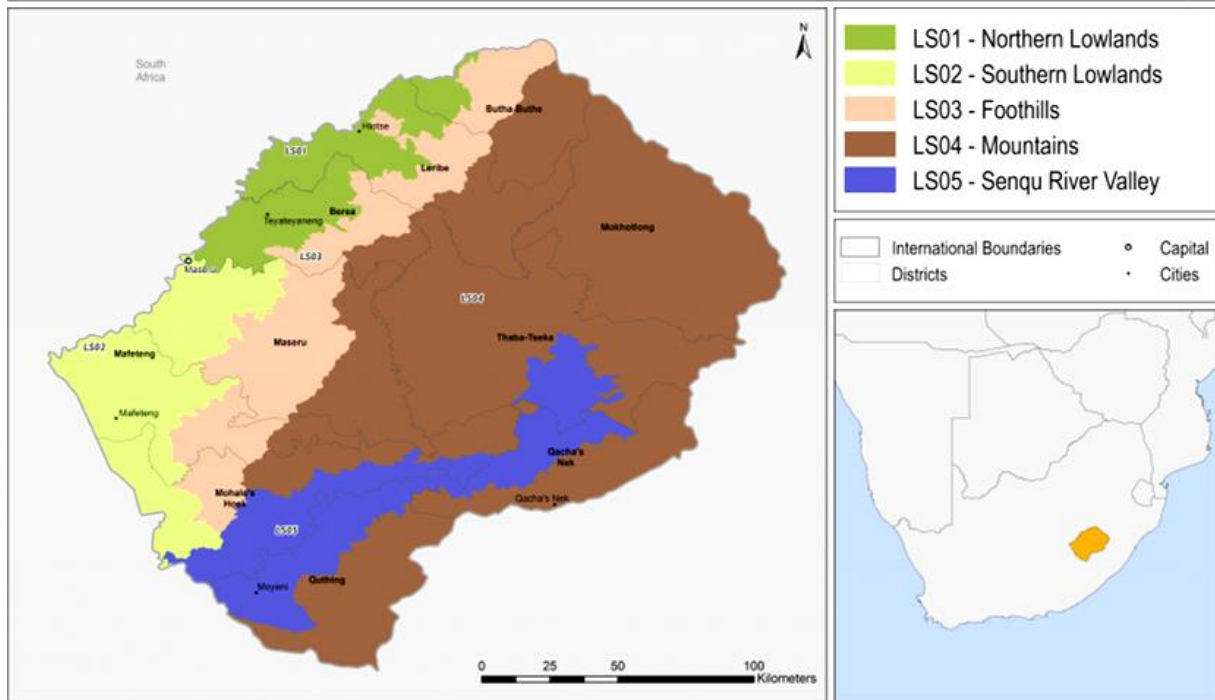 South
Africa
N
Butha-Buthe
Hlotse
LS01
Leribe
Berea
Teyateyaneng
Mokhotlong
LS03
Maseru
LS04
Thaba-Tseka
Maseru
LS02
Mafeteng
Mafeteng
Qacha's
Nek
Mohale's
Hoek
Qacha's Nek
LS05
Quthing
Moyeni
0 25 50 100
Kilometers
LS01 - Northern Lowlands
LS02 - Southern Lowlands
LS03 - Foothills
LS04 - Mountains
LS05 - Senqu River Valley
International Boundaries
Districts
Capital
Cities